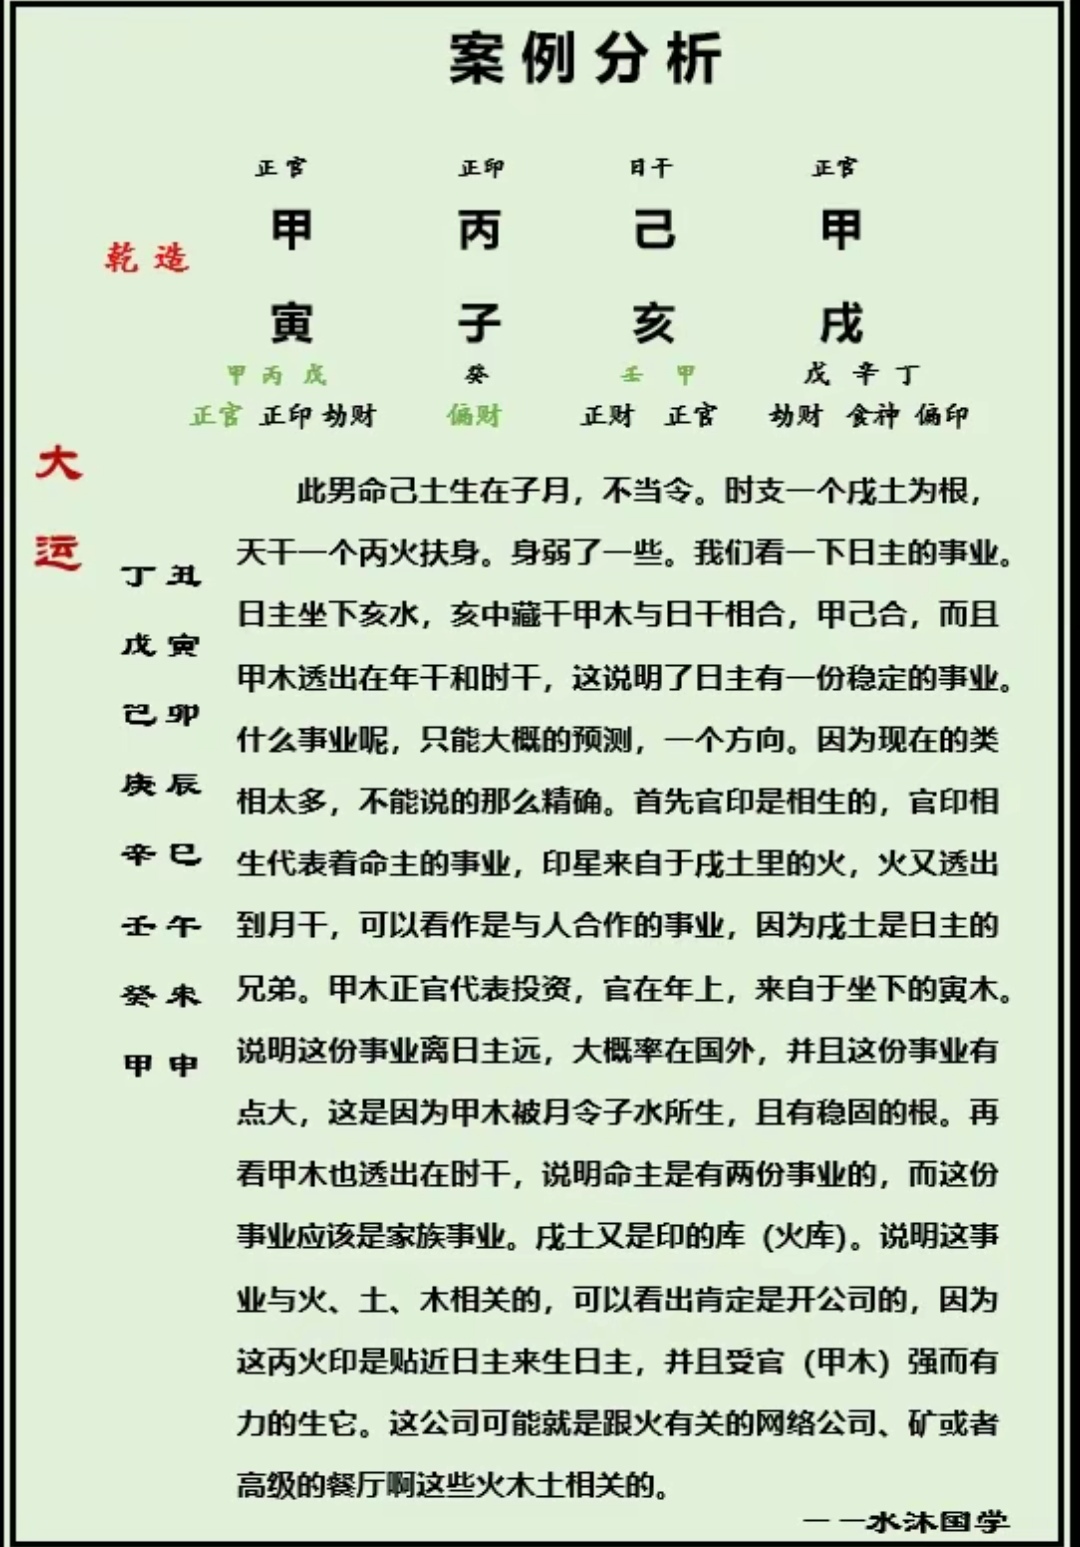 案例分析
正官 正印 日干 正官
甲 丙 己 甲
乾造
寅 子 亥 戌
甲 丙 戊 癸 壬 甲 戊 辛 丁
正官 正印 劫财 偏财 正财 正官 劫财 食神 偏印
大运
丁丑
戊寅
己卯
庚辰
辛巳
壬午
癸未
甲申
此男命己土生在子月，不当令。时支一个戌土为根，
天干一个丙火扶身。身弱了一些。我们看一下日主的事业。
日主坐下亥水，亥中藏干甲木与日干相合，甲己合，而且
甲木透出在年干和时干，这说明了日主有一份稳定的事业。
什么事业呢，只能大概的预测，一个方向。因为现在的类
相太多，不能说的那么精确。首先官印是相生的，官印相
生代表着命主的事业，印星来自于戌土里的火，火又透出
到月干，可以看作是与人合作的事业，因为戌土是日主的
兄弟。甲木正官代表投资，官在年上，来自于坐下的寅木。
说明这份事业离日主远，大概率在国外，并且这份事业有
点大，这是因为甲木被月令子水所生，且有稳固的根。再
看甲木也透出在时干，说明命主是有两份事业的，而这份
事业应该是家族事业。戌土又是印的库（火库)。说明这事
业与火、土、木相关的，可以看出肯定是开公司的，因为
这丙火印是贴近日主来生日主，并且受官（甲木）强而有
力的生它。这公司可能就是跟火有关的网络公司、矿或者
高级的餐厅啊这些火木土相关的。
——水沐国学